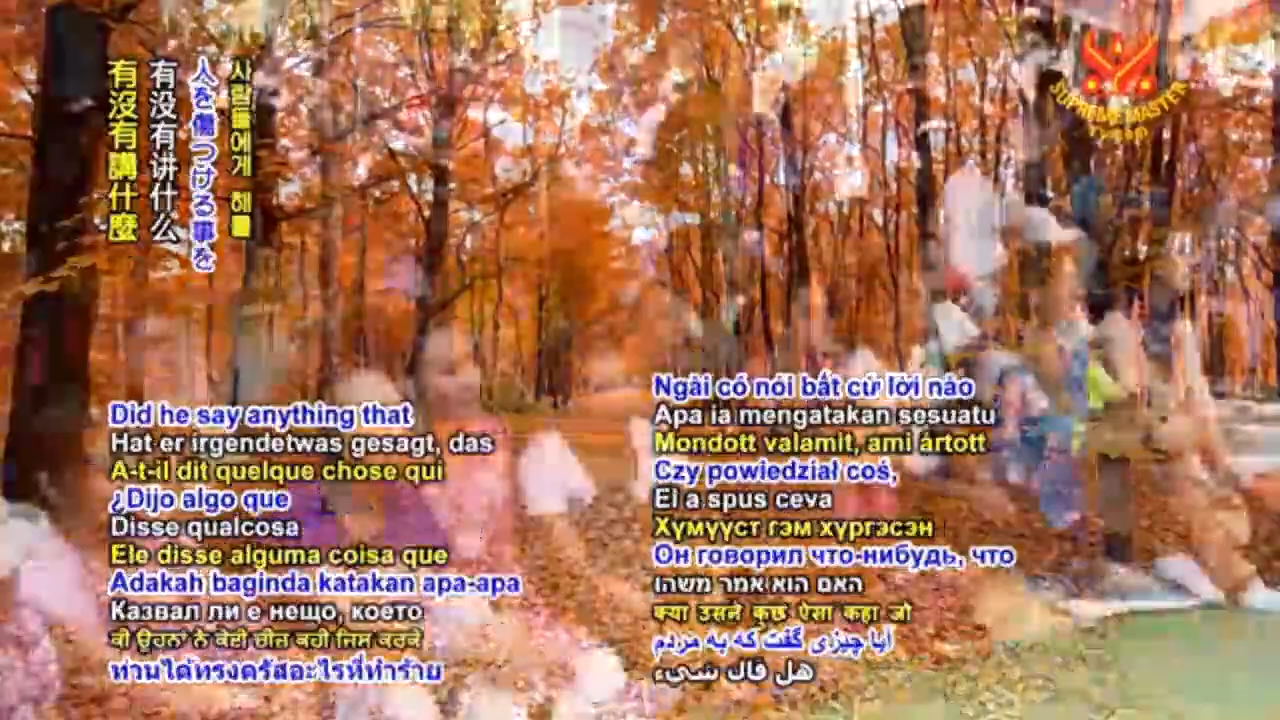 有沒有講什麼
有没有讲什么
人を傷つける事を
사람들에게 해를
SUPREME MASTER
Did he say anything that
Hat er irgendetwas gesagt, das
A-t-il dit quelque chose qui
¿Dijo algo que
Disse qualcosa
Ele disse alguma coisa que
Adakah baginda katakan apa-apa
Казвал ли е нещо, което
ਕੀ ਉਹਨਾਂ ਨੇ ਕੋਈ ਚੀਜ਼ ਕਹੀ ਜਿਸ ਕਰਕੇ
ท่านได้ทรงตรัสอะไรที่ทำร้าย
Ngài có nói bất cứ lời nào
Apa ia mengatakan sesuatu
Mondott valamit, ami ártott
Czy powiedział coś,
El a spus ceva
Хүмүүст гэм хүргэсэн
Он говорил что-нибудь, что
האם הוא אמר משהו
क्या उसने कुछ ऐसा कहा जो
آیا چیزی گفت که به مردم
هل قال شيء